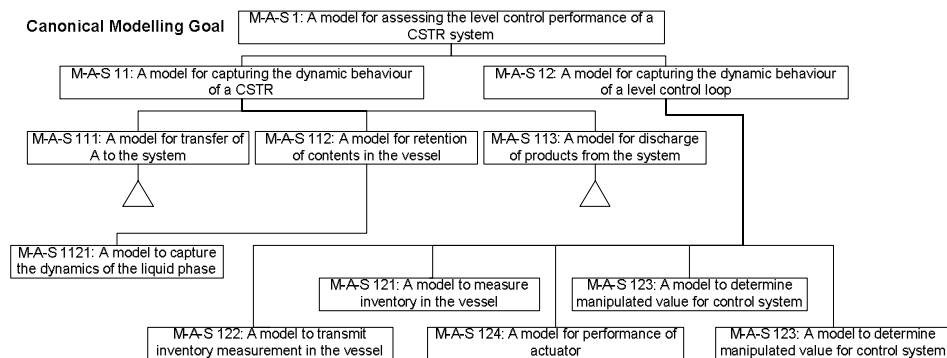 Canonical Modelling Goal
M-A-S 1: A model for assessing the level control performance of a
CSTR system
M-A-S 11: A model for capturing the dynamic behaviour
of a CSTR
M-A-S 12: A model for capturing the dynamic behaviour
of a level control loop
M-A-S 111: A model for transfer of
A to the system
M-A-S 112: A model for retention
of contents in the vessel
M-A-S 113: A model for discharge
of products from the system
M-A-S 1121: A model to capture
the dynamics of the liquid phase
M-A-S 121: A model to measure
inventory in the vessel
M-A-S 123: A model to determine
manipulated value for control system
M-A-S 122: A model to transmit
inventory measurement in the vessel
M-A-S 124: A model for performance of
actuator
M-A-S 123: A model to determine
manipulated value for control system